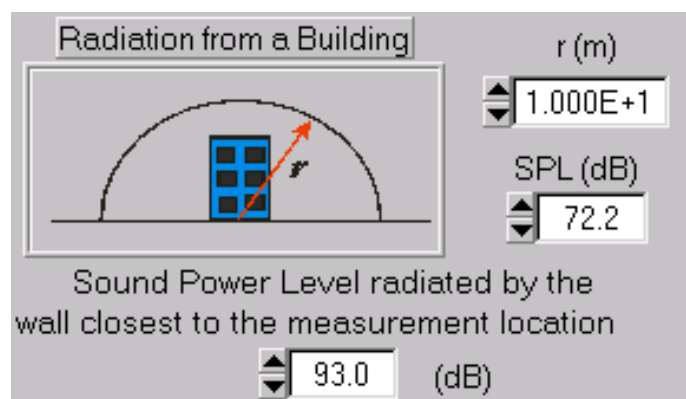 Radiation from a Building
r (m)
1.000E+1
r
SPL (dB)
72.2
Sound Power Level radiated by the
wall closest to the measurement location
93.0 (dB)